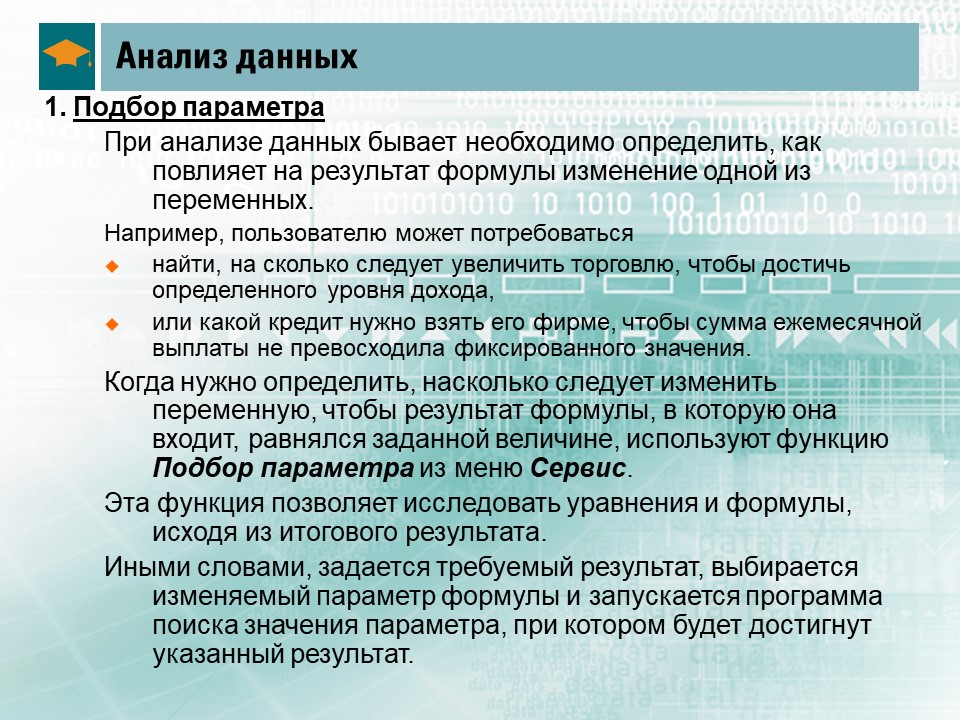 Анализ данных
1. Подбор параметра
При анализе данных бывает необходимо определить, как
повлияет на результат формулы изменение одной из
переменных.
Например, пользователю может потребоваться
найти, на сколько следует увеличить торговлю, чтобы достичь
определенного уровня дохода,
или какой кредит нужно взять его фирме, чтобы сумма ежемесячной
выплаты не превосходила фиксированного значения.
Когда нужно определить, насколько следует изменить
переменную, чтобы результат формулы, в которую она
входит, равнялся заданной величине, используют функцию
Подбор параметра из меню Сервис.
Эта функция позволяет исследовать уравнения и формулы,
исходя из итогового результата.
Иными словами, задается требуемый результат, выбирается
изменяемый параметр формулы и запускается программа
поиска значения параметра, при котором будет достигнут
указанный результат.